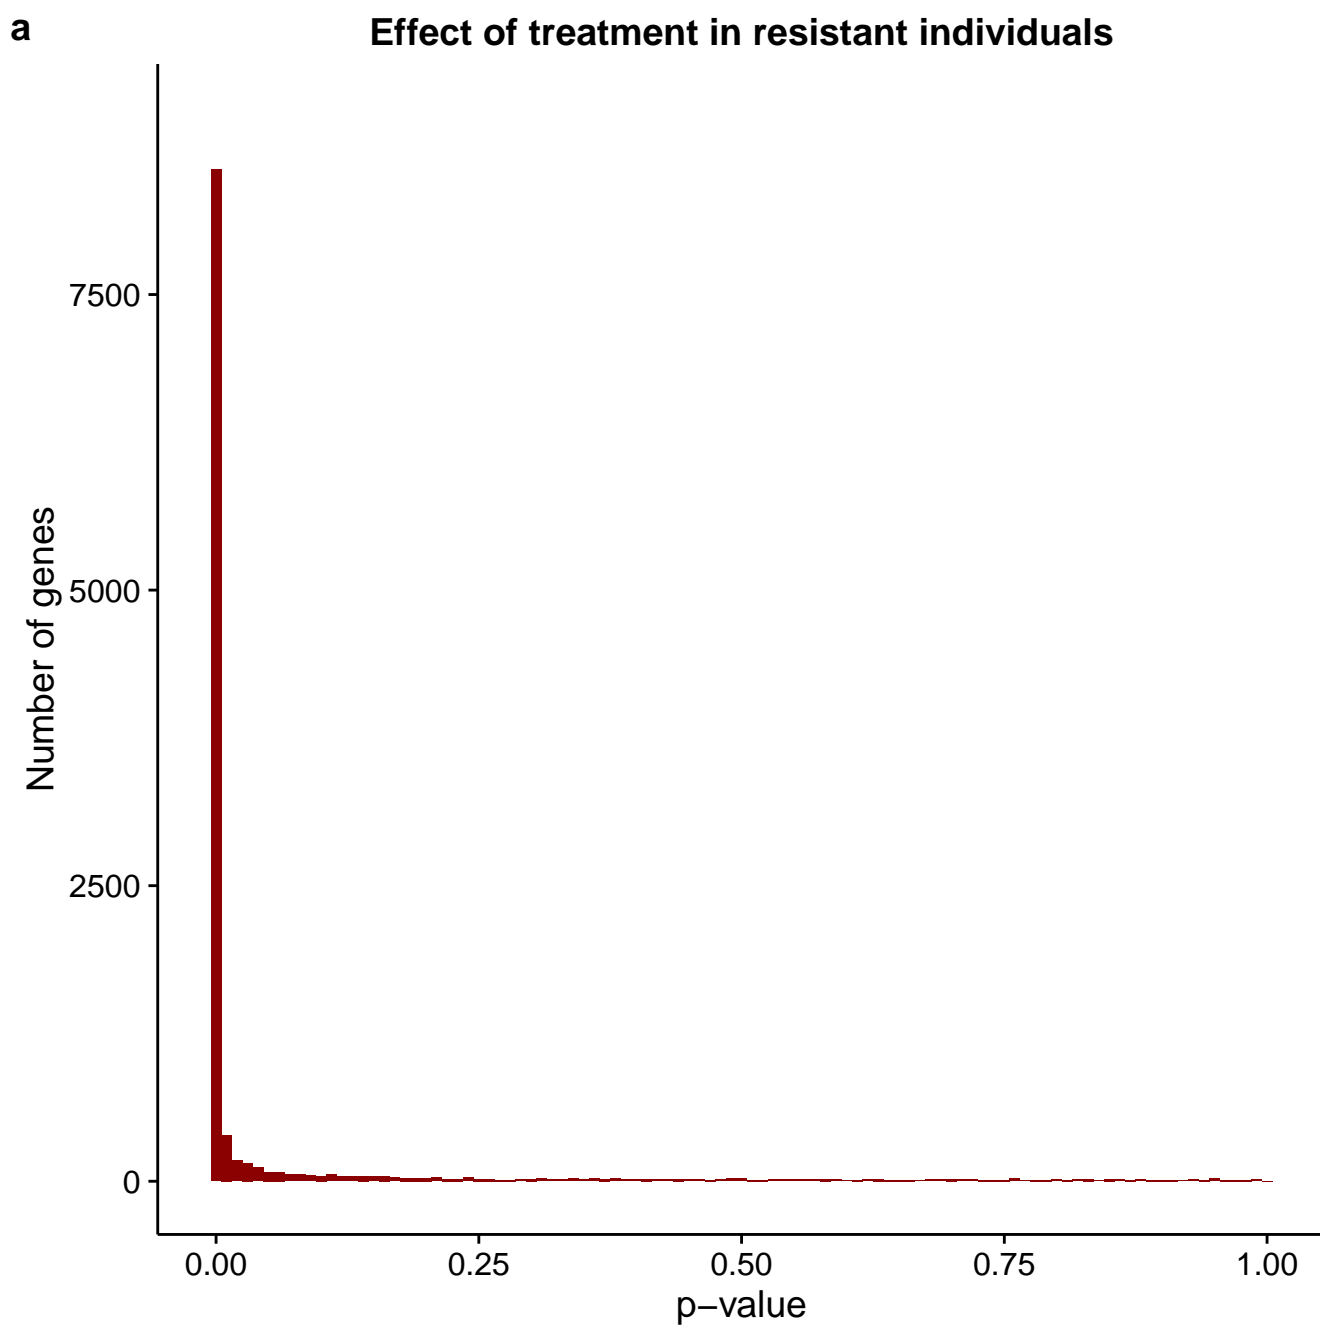 a
Effect of treatment in resistant individuals
Number of genes
7500
5000
2500
0
0.00 0.25 0.50 0.75 1.00
p−value